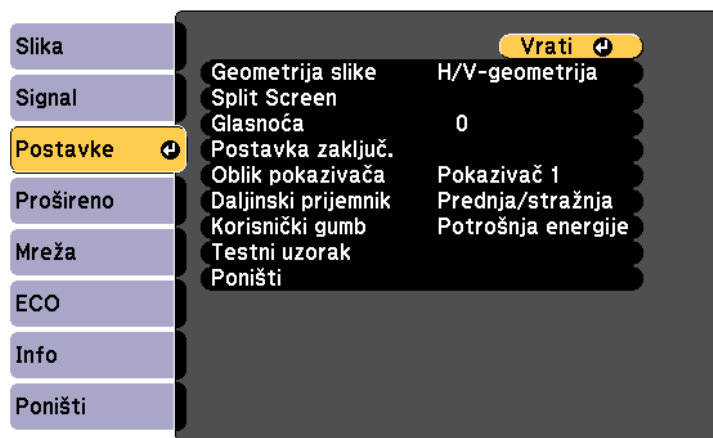 Slika
Signal
Postavke
Prošireno
Mreža
ECO
Info
Poništi
Vrati
Geometrija slike H/V-geometrija
Split Screen
Glasnoća 0
Postavka zaključ.
Oblik pokazivača Pokazivač 1
Daljinski prijemnik Prednja/stražnja
Korisnički gumb Potrošnja energije
Testni uzorak
Poništi